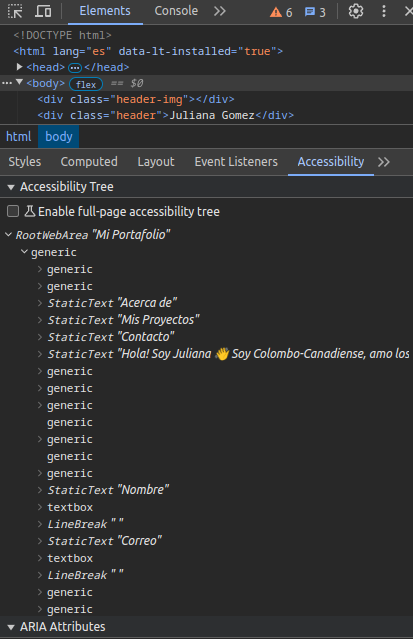 Elements Console 6 3
<!DOCTYPE html>
<html lang="es" data-lt-installed="true">
<head> … </head>
… <body> flex == $0
<div class="header-img"></div>
<div class="header">Juliana Gomez</div>
html body
Styles Computed Layout Event Listeners Accessibility
Accessibility Tree
Enable full-page accessibility tree
RootWebArea "Mi Portafolio"
generic
generic
generic
StaticText "Acerca de"
StaticText "Mis Proyectos"
StaticText "Contacto"
StaticText "Hola! Soy Juliana 👋 Soy Colombo-Canadiense, amo los
generic
generic
generic
generic
generic
generic
generic
StaticText "Nombre"
textbox
LineBreak " "
StaticText "Correo"
textbox
LineBreak " "
generic
generic
ARIA Attributes